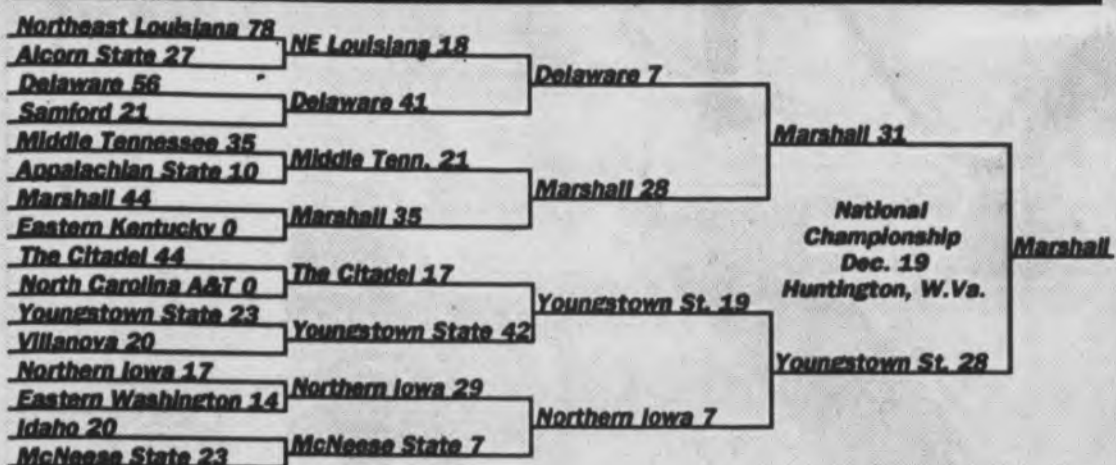 Northeast Louisiana 78
Alcorn State 27
Delaware 56
Samford 21
Middle Tennessee 35
Appalachian State 10
Marshall 44
Eastern Kentucky 0
The Citadel 44
North Carolina A&T 0
Youngstown State 23
Villanova 20
Northern Iowa 17
Eastern Washington 14
Idaho 20
McNeese State 23
NE Louisiana 18
Delaware 41
Middle Tenn. 21
Marshall 35
The Citadel 17
Youngstown State 42
Northern Iowa 29
McNeese State 7
Delaware 7
Marshall 28
Youngstown St. 19
Northern Iowa 7
Marshall 31
Youngstown St. 28
National
Championship
Dec. 19
Huntington, W.Va.
Marshall